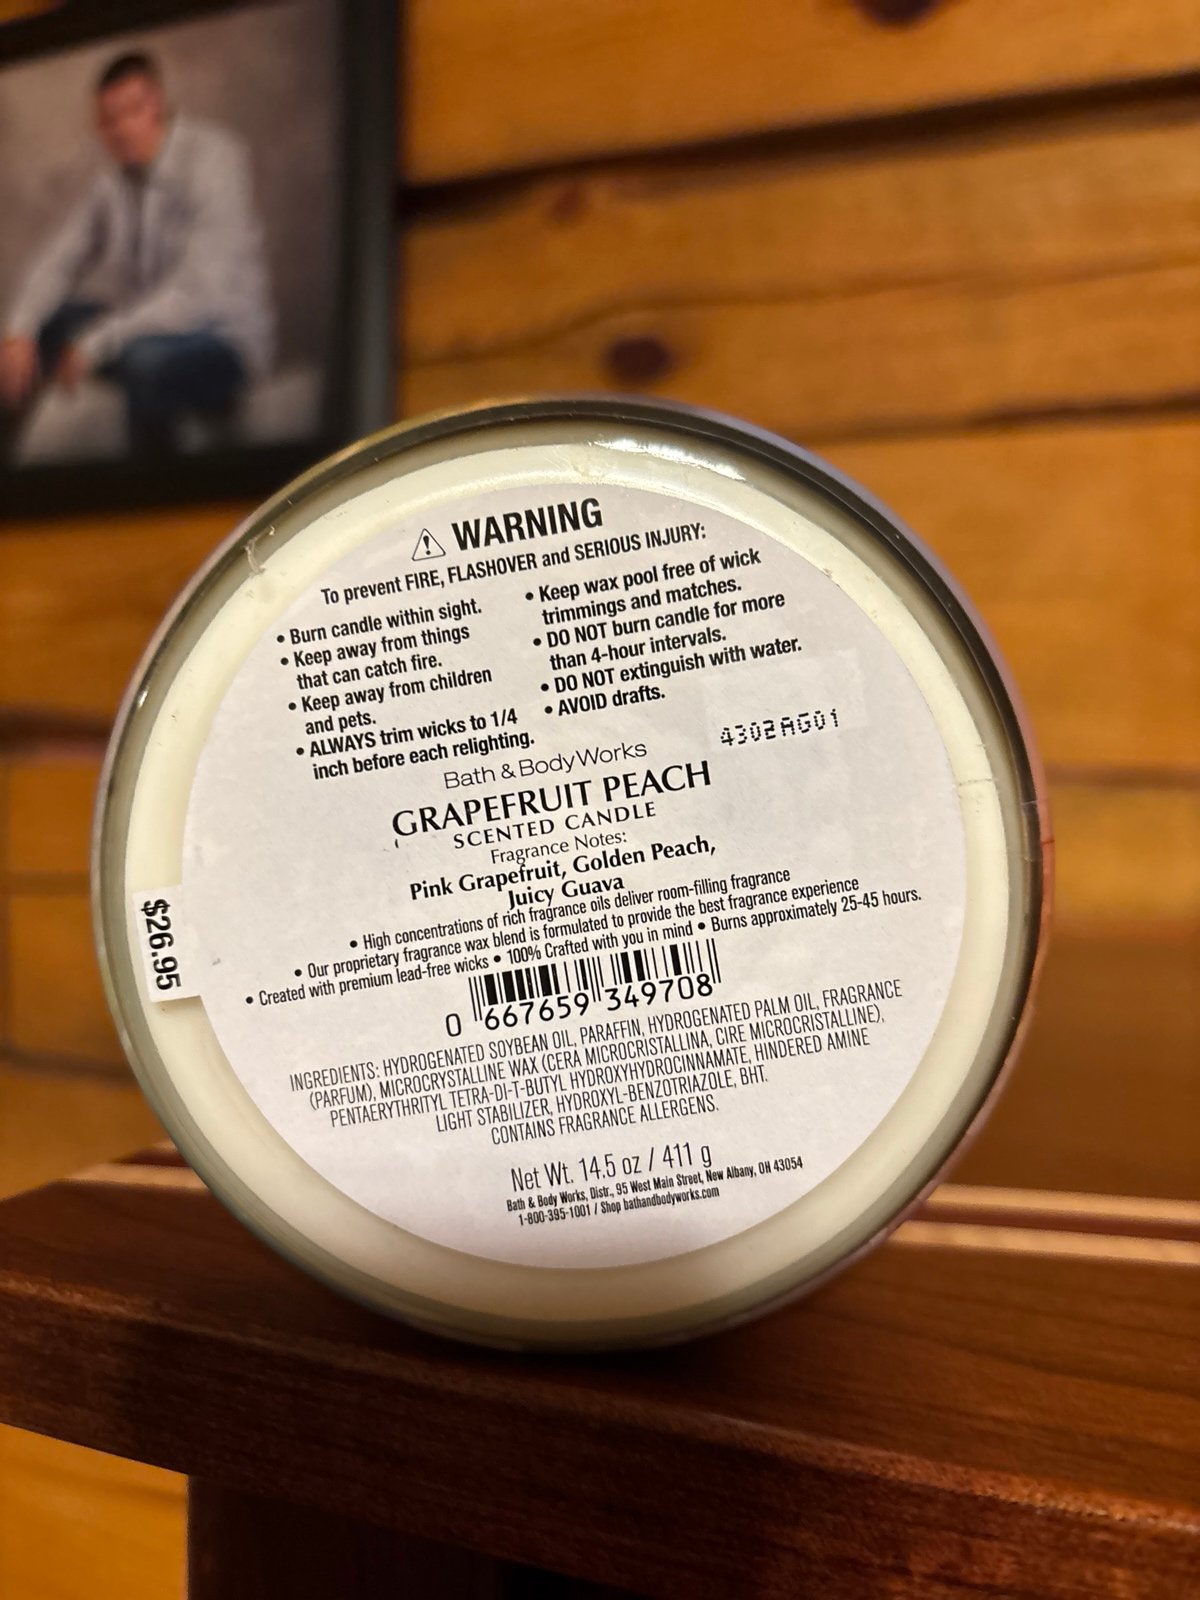 WARNING
To prevent FIRE, FLASHOVER and SERIOUS INJURY:
• Burn candle within sight.
• Keep away from things
that can catch fire.
• Keep away from children
and pets.
• ALWAYS trim wicks to 1/4
inch before each relighting.
• Keep wax pool free of wick
trimmings and matches.
• DO NOT burn candle for more
than 4-hour intervals.
• DO NOT extinguish with water.
• AVOID drafts.
4302AG01
Bath & Body Works
GRAPEFRUIT PEACH
SCENTED CANDLE
Fragrance Notes:
Pink Grapefruit, Golden Peach,
Juicy Guava
• High concentrations of rich fragrance oils deliver room-filling fragrance
• Our proprietary fragrance wax blend is formulated to provide the best fragrance experience
• Created with premium lead-free wicks • 100% Crafted with you in mind • Burns approximately 25-45 hours.
$26.95
0 667659 349708
INGREDIENTS: HYDROGENATED SOYBEAN OIL, PARAFFIN, HYDROGENATED PALM OIL, FRAGRANCE
(PARFUM), MICROCRYSTALLINE WAX (CERA MICROCRISTALLINA, CIRE MICROCRISTALLINE),
PENTAERYTHRITYL TETRA-DI-T-BUTYL HYDROXYHYDROCINNAMATE, HINDERED AMINE
LIGHT STABILIZER, HYDROXYL-BENZOTRIAZOLE, BHT.
CONTAINS FRAGRANCE ALLERGENS.
Net Wt. 14.5 oz / 411 g
Bath & Body Works, Distr., 95 West Main Street, New Albany, OH 43054
1-800-395-1001 / Shop bathandbodyworks.com